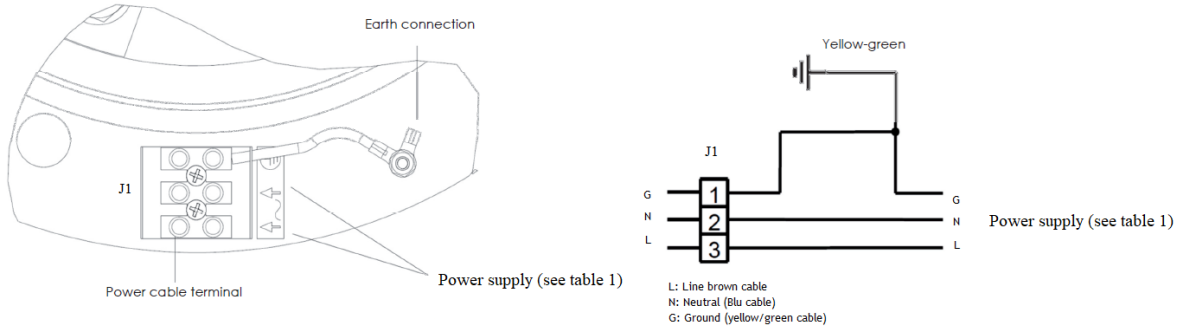 Earth connection
J1
Power supply (see table 1)
Power cable terminal
Yellow-green
J1
G 1 G
N 2 N Power supply (see table 1)
L 3 L
L: Line brown cable
N: Neutral (Blu cable)
G: Ground (yellow/green cable)